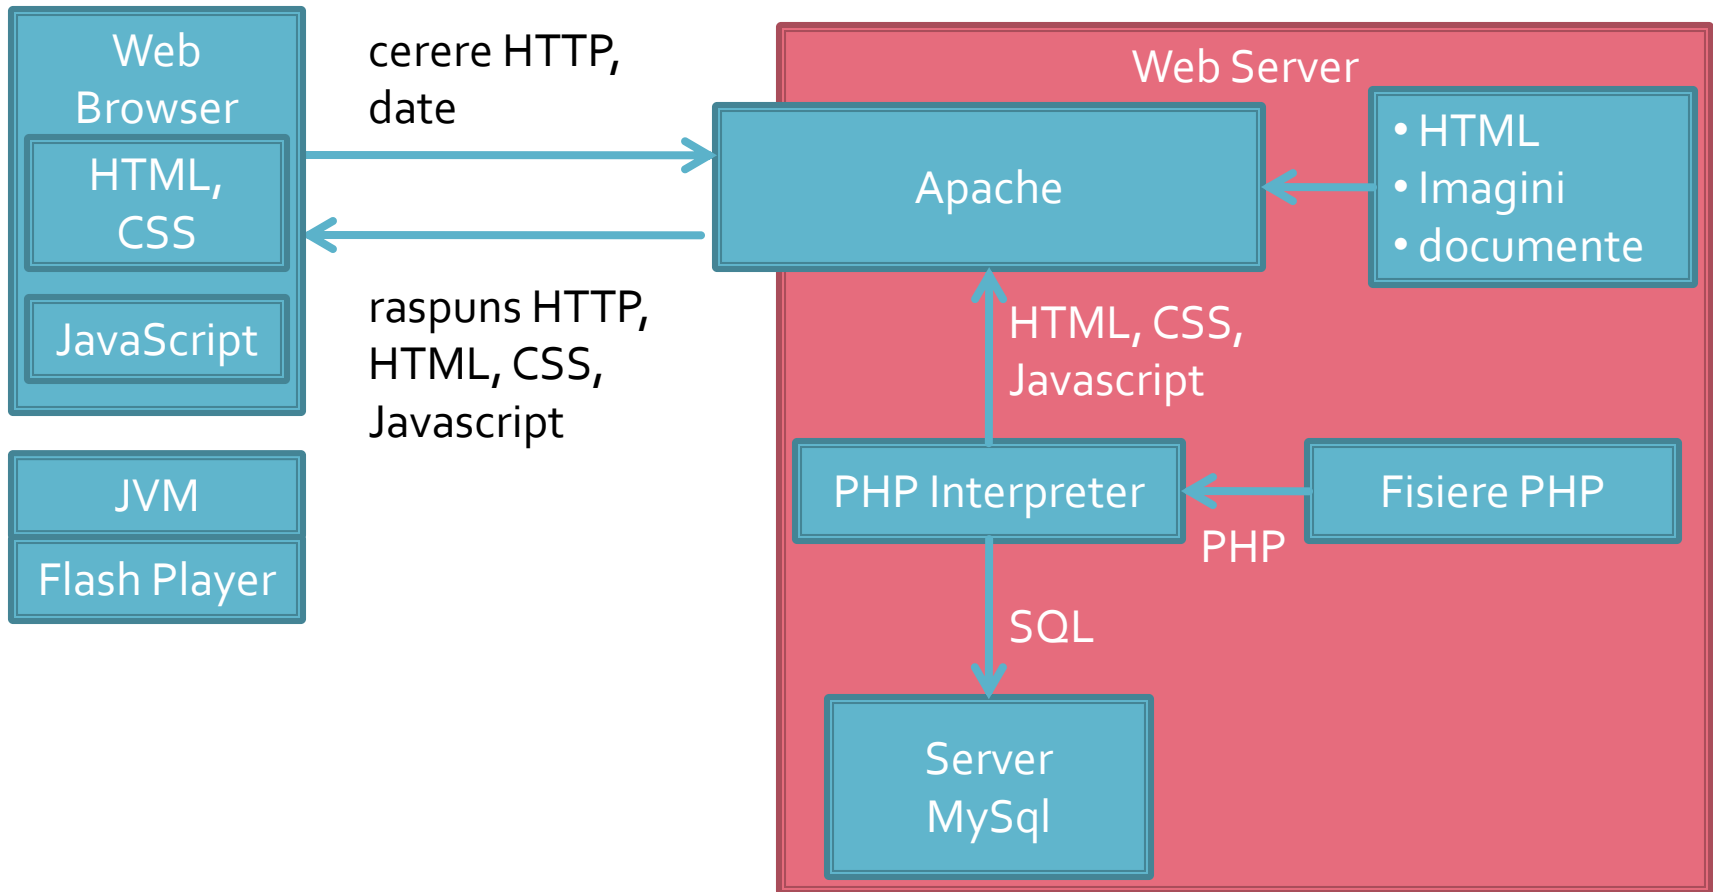 Web
Browser
HTML,
CSS
JavaScript
JVM
Flash Player
cerere HTTP,
date
raspuns HTTP,
HTML, CSS,
Javascript
Web Server
Apache
• HTML
• Imagini
• documente
HTML, CSS,
Javascript
PHP Interpreter
PHP
Fisiere PHP
SQL
Server
MySql